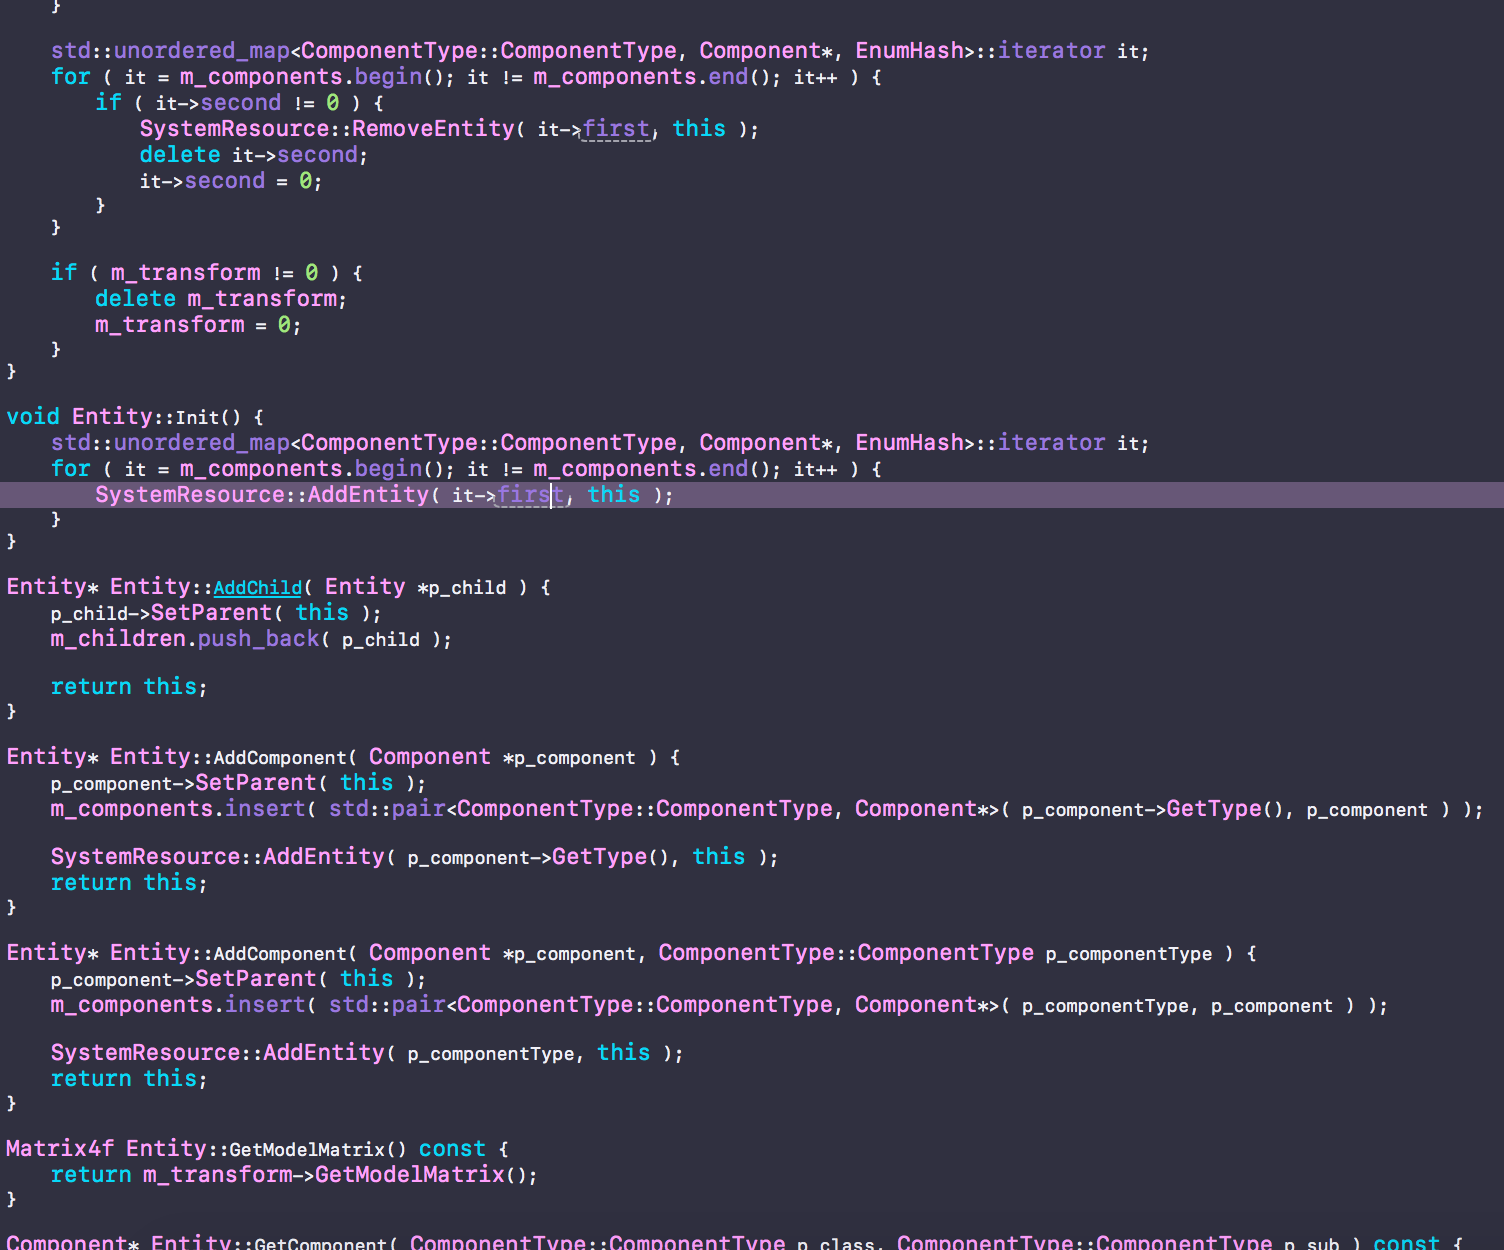 }
std::unordered_map<ComponentType::ComponentType, Component*, EnumHash>::iterator it;
for ( it = m_components.begin(); it != m_components.end(); it++ ) {
if ( it->second != 0 ) {
SystemResource::RemoveEntity( it->first, this );
delete it->second;
it->second = 0;
}
}
if ( m_transform != 0 ) {
delete m_transform;
m_transform = 0;
}
}
void Entity::Init() {
std::unordered_map<ComponentType::ComponentType, Component*, EnumHash>::iterator it;
for ( it = m_components.begin(); it != m_components.end(); it++ ) {
SystemResource::AddEntity( it->first, this );
}
}
Entity* Entity::AddChild( Entity *p_child ) {
p_child->SetParent( this );
m_children.push_back( p_child );
return this;
}
Entity* Entity::AddComponent( Component *p_component ) {
p_component->SetParent( this );
m_components.insert( std::pair<ComponentType::ComponentType, Component*>( p_component->GetType(), p_component ) );
SystemResource::AddEntity( p_component->GetType(), this );
return this;
}
Entity* Entity::AddComponent( Component *p_component, ComponentType::ComponentType p_componentType ) {
p_component->SetParent( this );
m_components.insert( std::pair<ComponentType::ComponentType, Component*>( p_componentType, p_component ) );
SystemResource::AddEntity( p_componentType, this );
return this;
}
Matrix4f Entity::GetModelMatrix() const {
return m_transform->GetModelMatrix();
}
Component* Entity::GetComponent( ComponentType::ComponentType p_class, ComponentType::ComponentType p_sub ) const {